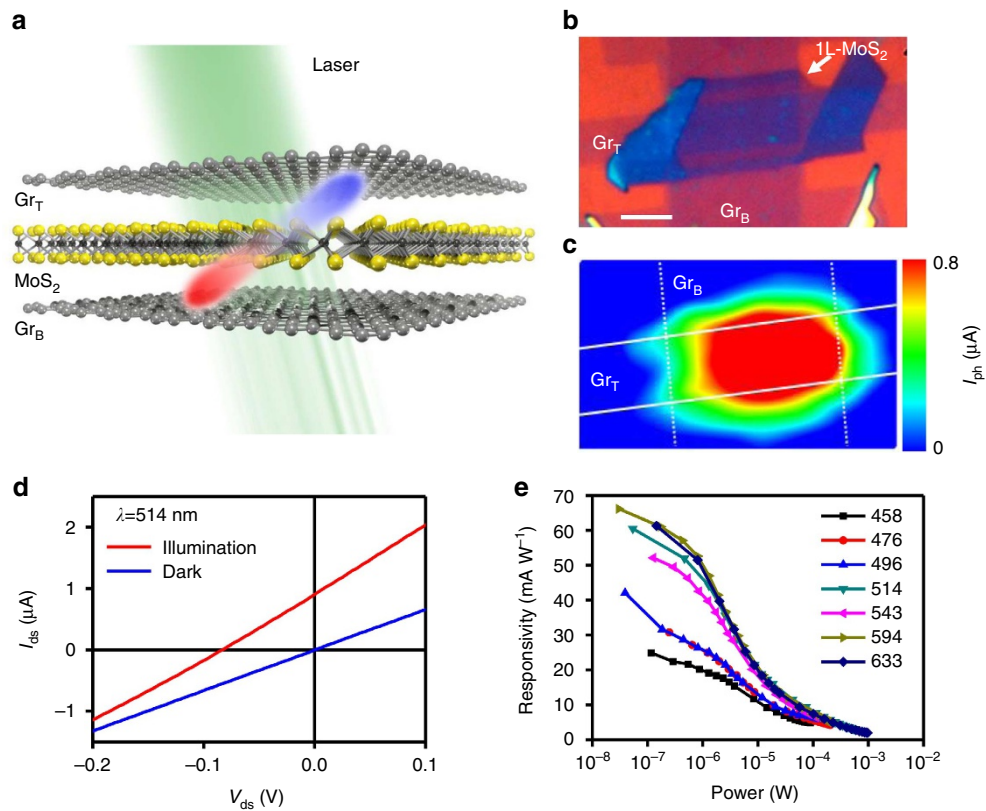 a
Laser
Gr_T
MoS_2
Gr_B
b
1L-MoS_2
Gr_T
Gr_B
c
Gr_B
Gr_T
0.8
I_ph (µA)
0
d
λ=514 nm
Illumination
Dark
2
1
0
−1
I_ds (µA)
−0.2 −0.1 0.0 0.1
V_ds (V)
e
70
60
50
40
30
20
10
0
Responsivity (mA W⁻¹)
458
476
496
514
543
594
633
10⁻⁸ 10⁻⁷ 10⁻⁶ 10⁻⁵ 10⁻⁴ 10⁻³ 10⁻²
Power (W)